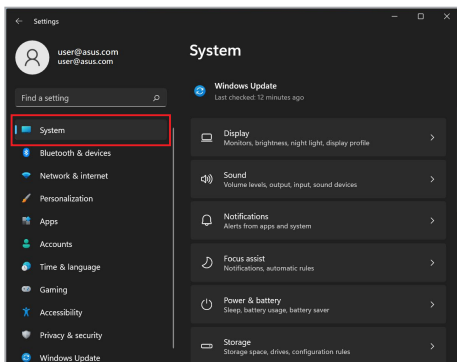 Settings
user@asus.com
user@asus.com
Find a setting
System
Bluetooth & devices
Network & internet
Personalization
Apps
Accounts
Time & language
Gaming
Accessibility
Privacy & security
Windows Update
System
Windows Update
Last checked: 12 minutes ago
Display
Monitors, brightness, night light, display profile
Sound
Volume levels, output, input, sound devices
Notifications
Alerts from apps and system
Focus assist
Notifications, automatic rules
Power & battery
Sleep, battery usage, battery saver
Storage
Storage space, drives, configuration rules